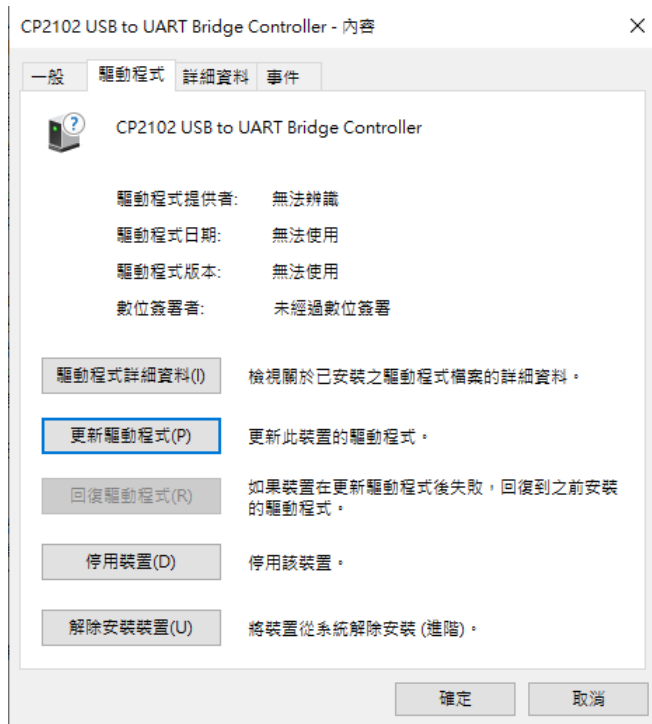 CP2102 USB to UART Bridge Controller - 內容
一般 驅動程式 詳細資料 事件
CP2102 USB to UART Bridge Controller
驅動程式提供者: 無法辨識
驅動程式日期: 無法使用
驅動程式版本: 無法使用
數位簽署者: 未經過數位簽署
驅動程式詳細資料(I) 檢視關於已安裝之驅動程式檔案的詳細資料。
更新驅動程式(P) 更新此裝置的驅動程式。
回復驅動程式(R) 如果裝置在更新驅動程式後失敗，回復到之前安裝
的驅動程式。
停用裝置(D) 停用該裝置。
解除安裝裝置(U) 將裝置從系統解除安裝 (進階)。
確定 取消